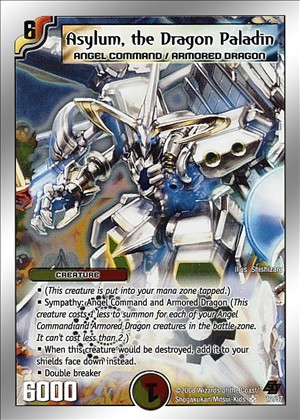 6
Asylum, the Dragon Paladin
ANGEL COMMAND / ARMORED DRAGON
illus. Shishizaru
CREATURE
• (This creature is put into your mana zone tapped.)
• Sympathy: Angel Command and Armored Dragon (This
creature costs 1 less to summon for each of your Angel
Command and Armored Dragon creatures in the battle zone.
It can't cost less than 2.)
• When this creature would be destroyed, add it to your
shields face down instead.
• Double breaker
6000
1
©2006 Wizards of the Coast/
Shogakukan/Mitsui-Kids